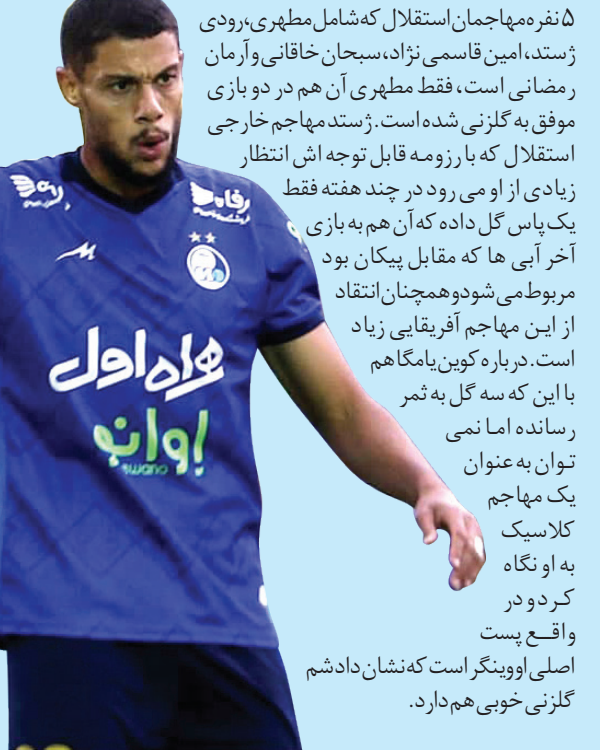 ۵ نفره مهاجمان استقلال که شامل مطهری، رودی
ژستد، امین قاسمی نژاد، سبحان خاقانی و آرمان
رمضانی است، فقط مطهری آن هم در دو بازی
موفق به گلزنی شده است. ژستد مهاجم خارجی
استقلال که با رزومه قابل توجه اش انتظار
زیادی از او می رود در چند هفته فقط
یک پاس گل داده که آن هم به بازی
آخر آبی ها که مقابل پیکان بود
مربوط می شود و همچنان انتقاد
از این مهاجم آفریقایی زیاد
است. درباره کوین یامگا هم
با این که سه گل به ثمر
رسانده اما نمی
توان به عنوان
یک مهاجم
کلاسیک
به او نگاه
کرد و در
واقع پست
اصلی او وینگر است که نشان داد شم
گلزنی خوبی هم دارد.
رفاه
همراه اول
اوانو
ewano